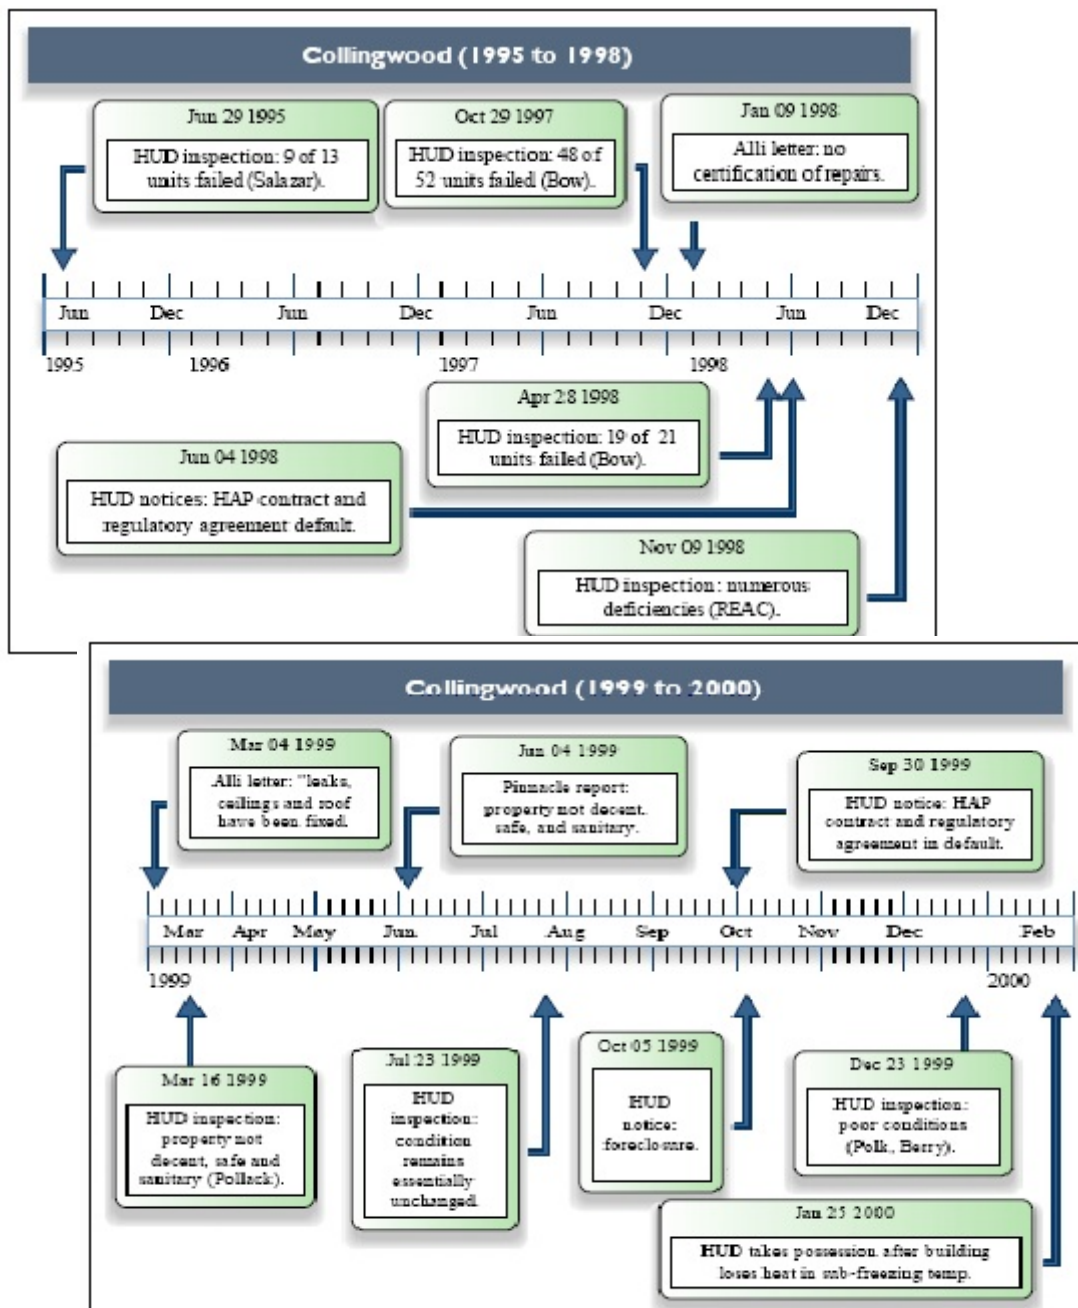 Collingwood (1995 to 1998)
Jun 29 1995
HUD inspection: 9 of 13
units failed (Salazar).
Oct 29 1997
HUD inspection: 48 of
52 units failed (Bow).
Jan 09 1998
Alli letter: no
certification of repairs.
Jun Dec Jun Dec Jun Dec Jun Dec
1995 1996 1997 1998
Apr 28 1998
HUD inspection: 19 of 21
units failed (Bow).
Jun 04 1998
HUD notices: HAP contract and
regulatory agreement default.
Nov 09 1998
HUD inspection: numerous
deficiencies (REAC).
Collingwood (1999 to 2000)
Mar 04 1999
Alli letter: "leaks,
ceilings and roof
have been fixed.
Jun 04 1999
Pinnacle report:
property not decent,
safe, and sanitary.
Sep 30 1999
HUD notice: HAP
contract and regulatory
agreement in default.
Mar Apr May Jun Jul Aug Sep Oct Nov Dec Feb
1999 2000
Mar 16 1999
HUD inspection:
property not
decent, safe and
sanitary (Pollack).
Jul 23 1999
HUD
inspection:
condition
remains
essentially
unchanged.
Oct 05 1999
HUD
notice:
foreclosure.
Dec 23 1999
HUD inspection:
poor conditions
(Polk, Berry).
Jan 25 2000
HUD takes possession after building
loses heat in sub-freezing temp.